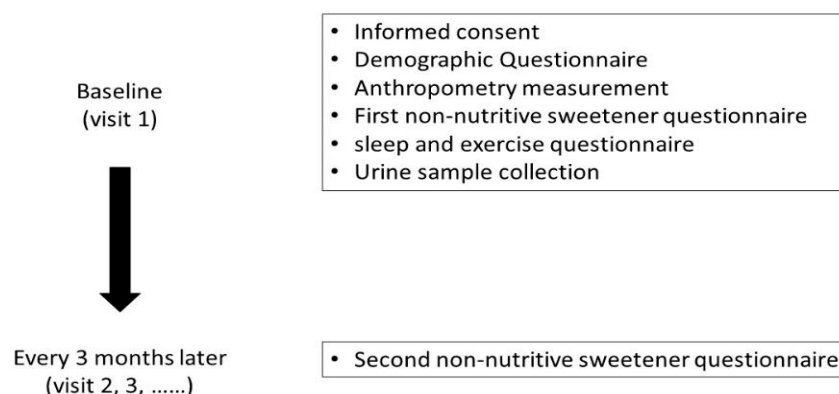 Baseline
(visit 1)
• Informed consent
• Demographic Questionnaire
• Anthropometry measurement
• First non-nutritive sweetener questionnaire
• sleep and exercise questionnaire
• Urine sample collection
Every 3 months later
(visit 2, 3, ......)
• Second non-nutritive sweetener questionnaire